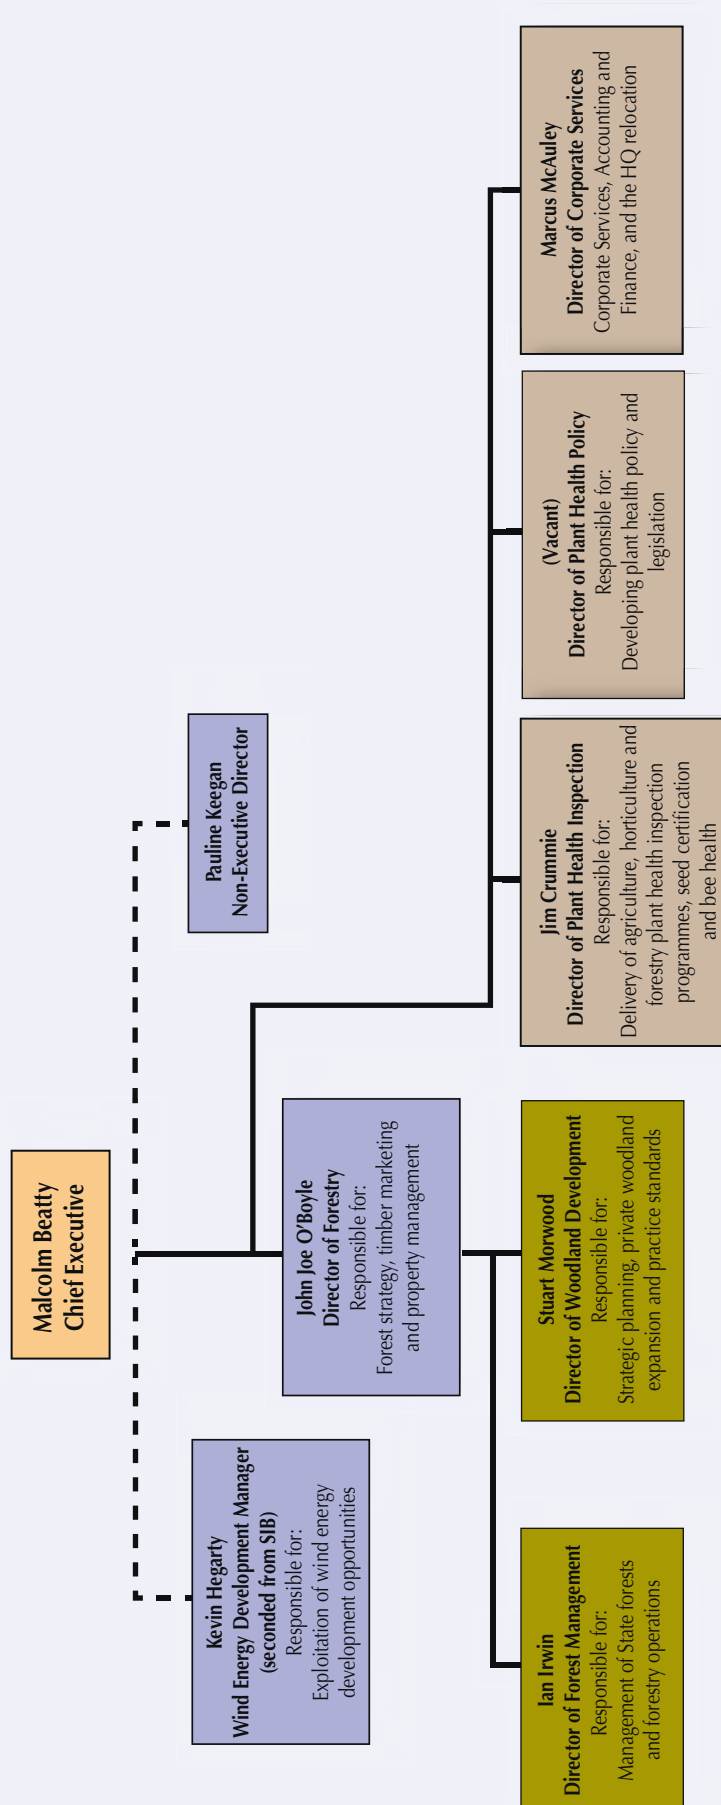 Malcolm Beatty
Chief Executive
Kevin Hegarty
Wind Energy Development Manager
(seconded from SIB)
Responsible for:
Exploitation of wind energy
development opportunities
Pauline Keegan
Non-Executive Director
John Joe O'Boyle
Director of Forestry
Responsible for:
Forest strategy, timber marketing
and property management
Ian Irwin
Director of Forest Management
Responsible for:
Management of State forests
and forestry operations
Stuart Morwood
Director of Woodland Development
Responsible for:
Strategic planning, private woodland
expansion and practice standards
Jim Crummie
Director of Plant Health Inspection
Responsible for:
Delivery of agriculture, horticulture and
forestry plant health inspection
programmes, seed certification
and bee health
(Vacant)
Director of Plant Health Policy
Responsible for:
Developing plant health policy and
legislation
Marcus McAuley
Director of Corporate Services
Corporate Services, Accounting and
Finance, and the HQ relocation